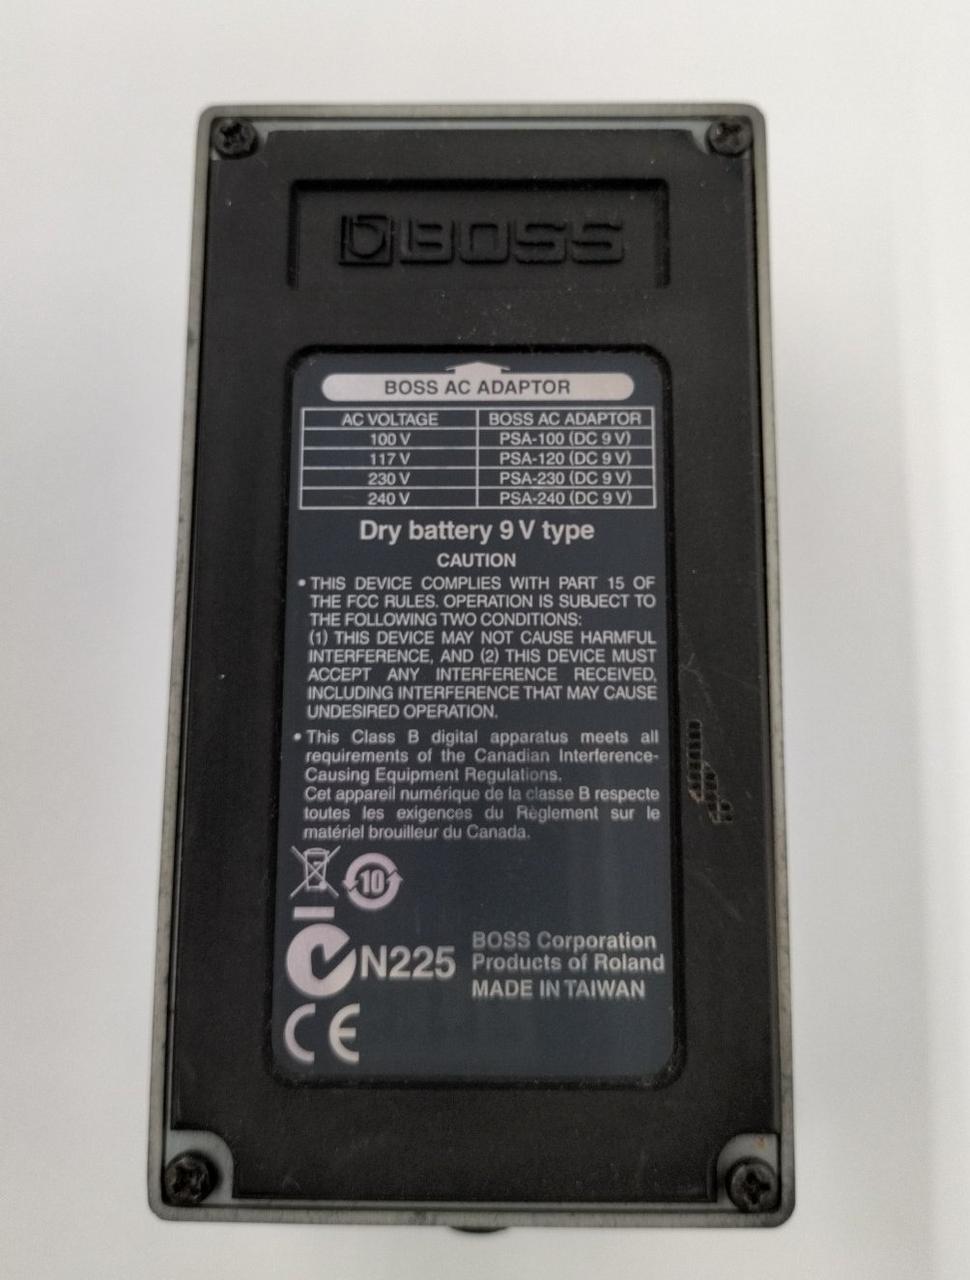 BOSS
BOSS AC ADAPTOR
AC VOLTAGE BOSS AC ADAPTOR
100 V PSA-100 (DC 9 V)
117 V PSA-120 (DC 9 V)
230 V PSA-230 (DC 9 V)
240 V PSA-240 (DC 9 V)
Dry battery 9 V type
CAUTION
• THIS DEVICE COMPLIES WITH PART 15 OF
THE FCC RULES. OPERATION IS SUBJECT TO
THE FOLLOWING TWO CONDITIONS:
(1) THIS DEVICE MAY NOT CAUSE HARMFUL
INTERFERENCE, AND (2) THIS DEVICE MUST
ACCEPT ANY INTERFERENCE RECEIVED,
INCLUDING INTERFERENCE THAT MAY CAUSE
UNDESIRED OPERATION.
• This Class B digital apparatus meets all
requirements of the Canadian Interference-
Causing Equipment Regulations.
Cet appareil numérique de la classe B respecte
toutes les exigences du Règlement sur le
matériel brouilleur du Canada.
10
N225
BOSS Corporation
Products of Roland
MADE IN TAIWAN
CE